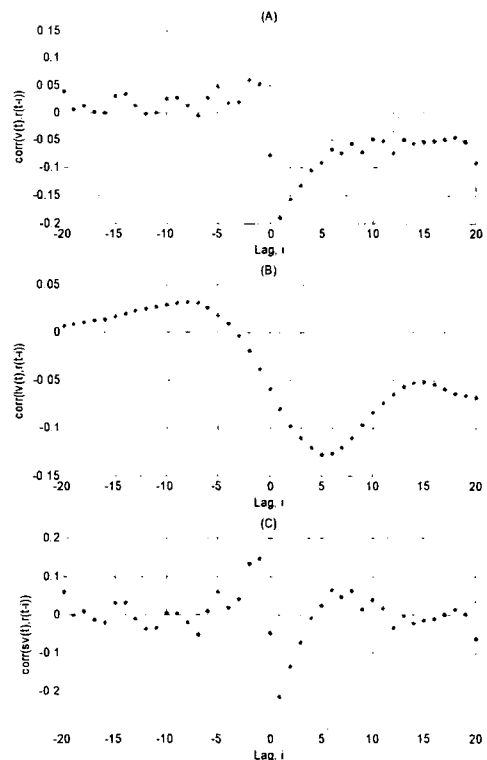 (A)
0 15
0.1
0 05
0
-0.05
-0.1
-0.15
-0.2
corr(v(t),r(t-i))
-20 -15 -10 -5 0 5 10 15 20
Lag, i
(B)
0.05
0
-0 05
-0.1
-0 15
corr(lv(t),r(t-i))
-20 -15 -10 -5 0 5 10 15 20
Lag, i
(C)
0.2
0.1
0
-0.1
-0 2
corr(sv(t),r(t-i))
-20 -15 -10 -5 0 5 10 15 20
Lag, i